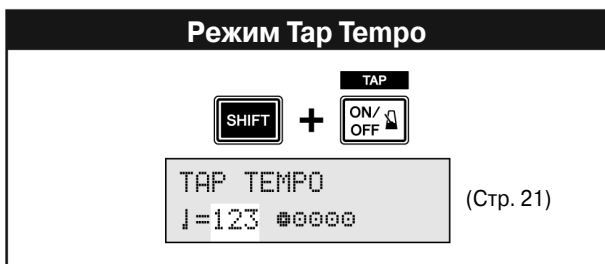 Режим Tap Tempo
TAP
SHIFT + ON/
OFF
TAP TEMPO
♩=123
(Стр. 21)